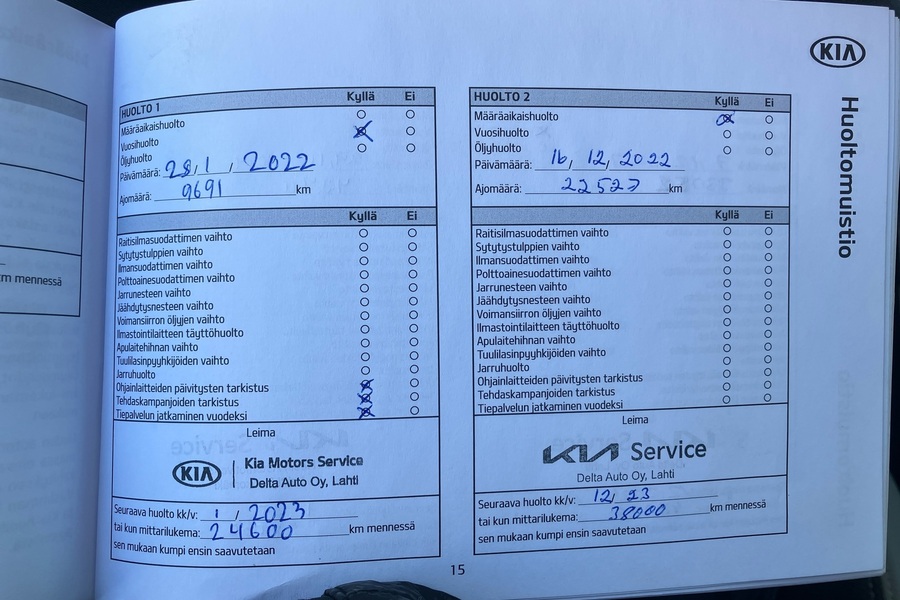 KIA
Huoltomuistio
m mennessä
HUOLTO 1 Kyllä Ei
Määräaikaishuolto
Vuosihuolto
Öljyhuolto
Päivämäärä: 28, 1, 2022
Ajomäärä: 9691 km
Kyllä Ei
Raitisilmasuodattimen vaihto
Sytytystulppien vaihto
Ilmansuodattimen vaihto
Polttoainesuodattimen vaihto
Jarrunesteen vaihto
Jäähdytysnesteen vaihto
Voimansiirron öljyjen vaihto
Ilmastointilaitteen täyttöhuolto
Apulaitehihnan vaihto
Tuulilasinpyyhkijöiden vaihto
Jarruhuolto
Ohjainlaitteiden päivitysten tarkistus
Tehdaskampanjoiden tarkistus
Tiepalvelun jatkaminen vuodeksi
Leima
KIA Kia Motors Service
Delta Auto Oy, Lahti
Seuraava huolto kk/v: 1 / 2023
tai kun mittarilukema: 24600 km mennessä
sen mukaan kumpi ensin saavutetaan
HUOLTO 2 Kyllä Ei
Määräaikaishuolto
Vuosihuolto
Öljyhuolto
Päivämäärä: 16, 12, 2022
Ajomäärä: 22527 km
Kyllä Ei
Raitisilmasuodattimen vaihto
Sytytystulppien vaihto
Ilmansuodattimen vaihto
Polttoainesuodattimen vaihto
Jarrunesteen vaihto
Jäähdytysnesteen vaihto
Voimansiirron öljyjen vaihto
Ilmastointilaitteen täyttöhuolto
Apulaitehihnan vaihto
Tuulilasinpyyhkijöiden vaihto
Jarruhuolto
Ohjainlaitteiden päivitysten tarkistus
Tehdaskampanjoiden tarkistus
Tiepalvelun jatkaminen vuodeksi
Leima
KIA Service
Delta Auto Oy, Lahti
Seuraava huolto kk/v: 12, 23
tai kun mittarilukema: 38000 km mennessä
sen mukaan kumpi ensin saavutetaan
15